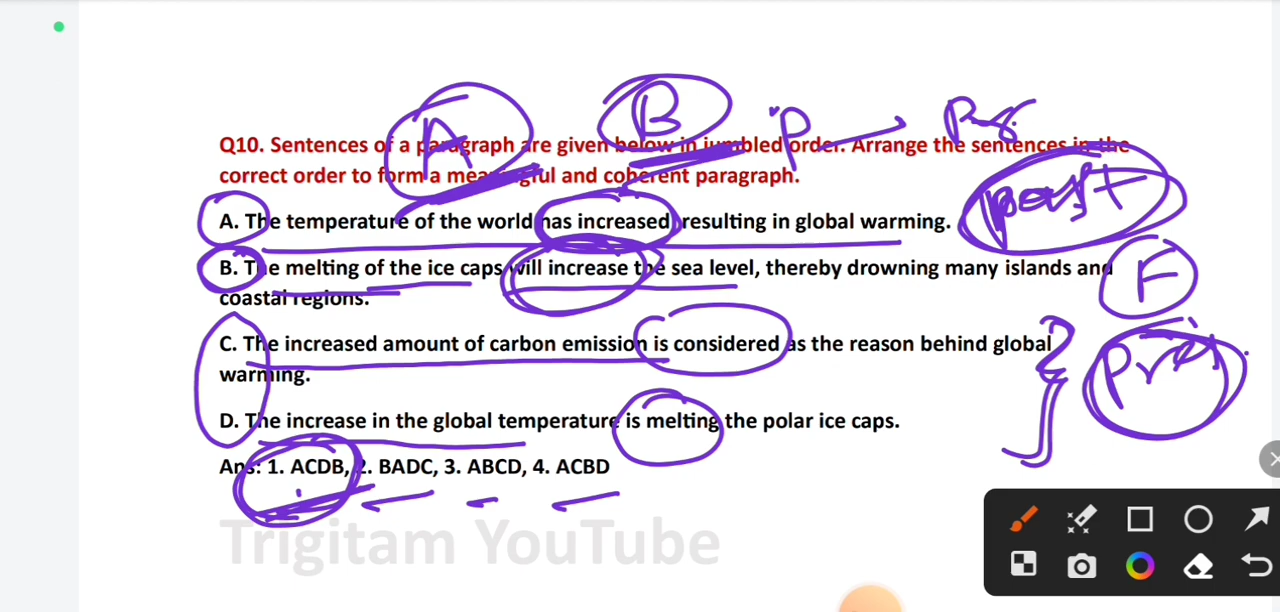 A
B
P
Q10. Sentences of a paragraph are given below in jumbled order. Arrange the sentences in the
correct order to form a meaningful and coherent paragraph.
past
A. The temperature of the world has increased, resulting in global warming.
B. The melting of the ice caps will increase the sea level, thereby drowning many islands and
coastal regions.
F
C. The increased amount of carbon emission is considered as the reason behind global
warming.
D. The increase in the global temperature is melting the polar ice caps.
Ans: 1. ACDB, 2. BADC, 3. ABCD, 4. ACBD
Trigitam YouTube